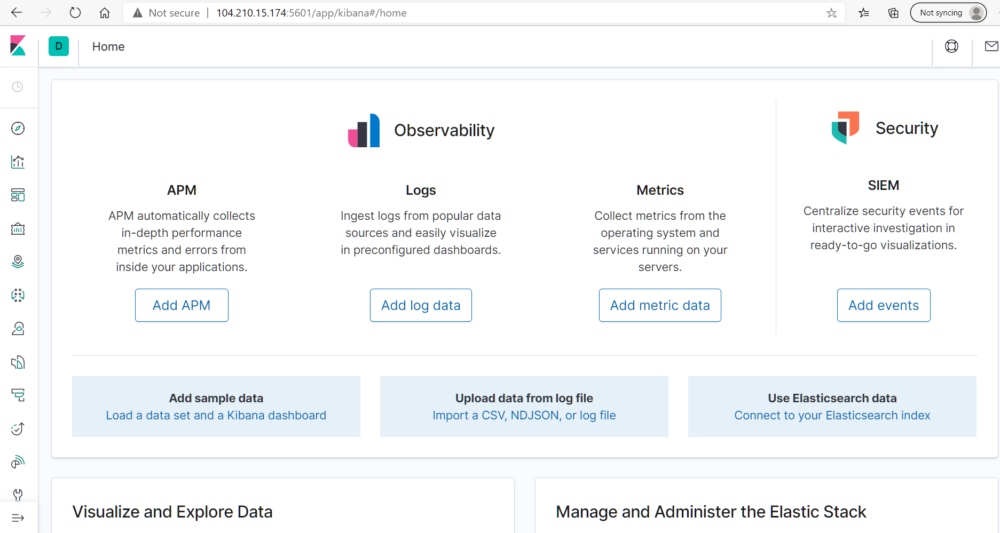 Not secure | 104.210.15.174:5601/app/kibana#/home
Not syncing
D
Home
Observability
Security
APM
APM automatically collects
in-depth performance
metrics and errors from
inside your applications.
Add APM
Logs
Ingest logs from popular data
sources and easily visualize
in preconfigured dashboards.
Add log data
Metrics
Collect metrics from the
operating system and
services running on your
servers.
Add metric data
SIEM
Centralize security events for
interactive investigation in
ready-to-go visualizations.
Add events
Add sample data
Load a data set and a Kibana dashboard
Upload data from log file
Import a CSV, NDJSON, or log file
Use Elasticsearch data
Connect to your Elasticsearch index
Visualize and Explore Data
Manage and Administer the Elastic Stack